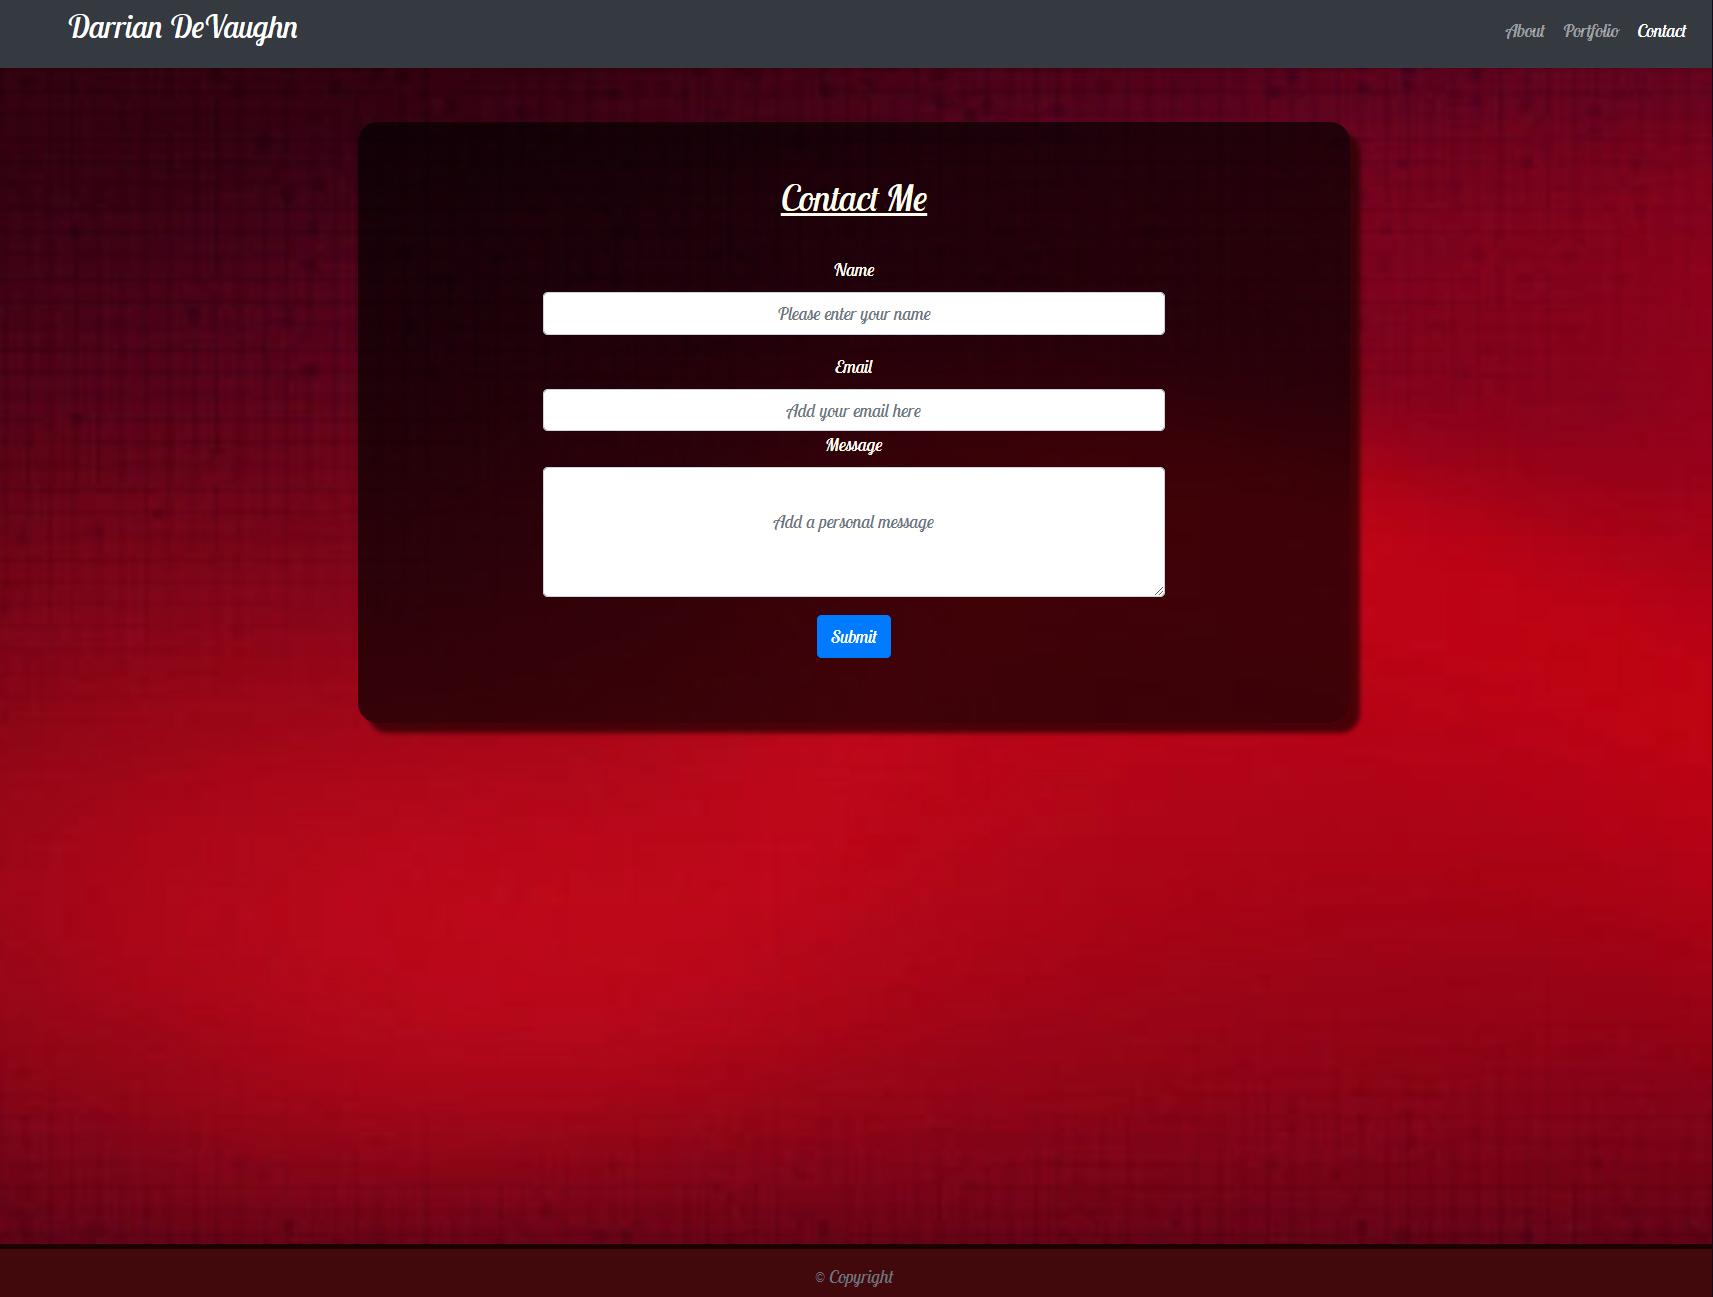 Darrian DeVaughn
About Portfolio Contact
Contact Me
Name
Please enter your name
Email
Add your email here
Message
Add a personal message
Submit
© Copyright